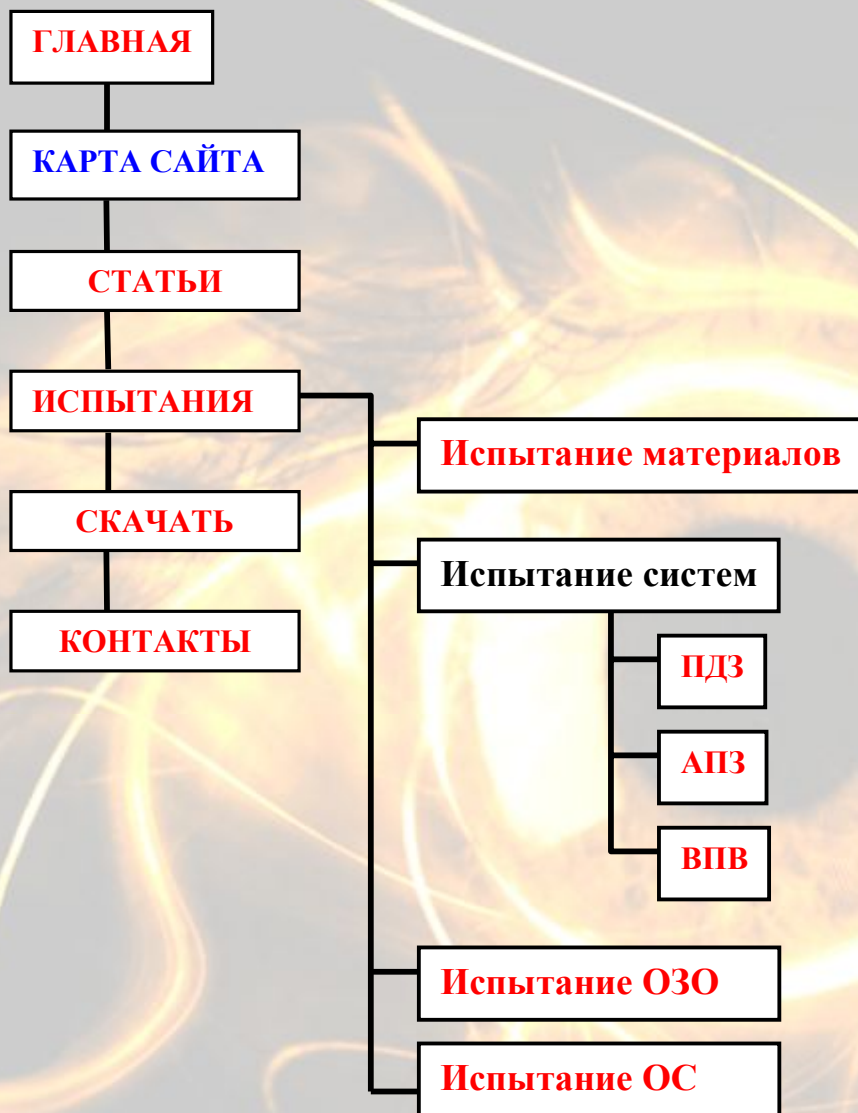 ГЛАВНАЯ
КАРТА САЙТА
СТАТЬИ
ИСПЫТАНИЯ
СКАЧАТЬ
КОНТАКТЫ
Испытание материалов
Испытание систем
ПДЗ
АПЗ
ВПВ
Испытание ОЗО
Испытание ОС